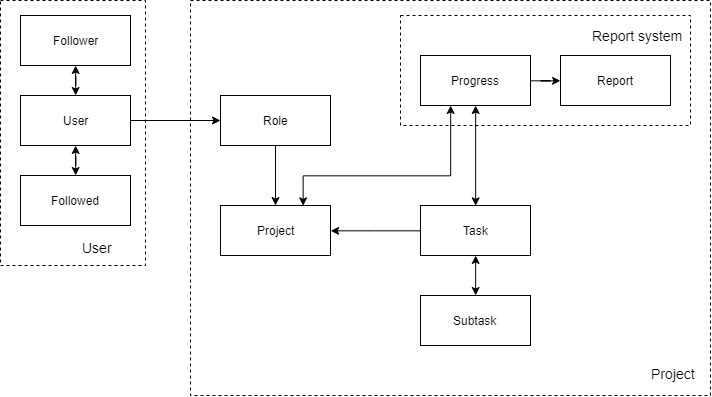 Follower
User
Followed
User
Report system
Progress
Report
Role
Project
Task
Subtask
Project